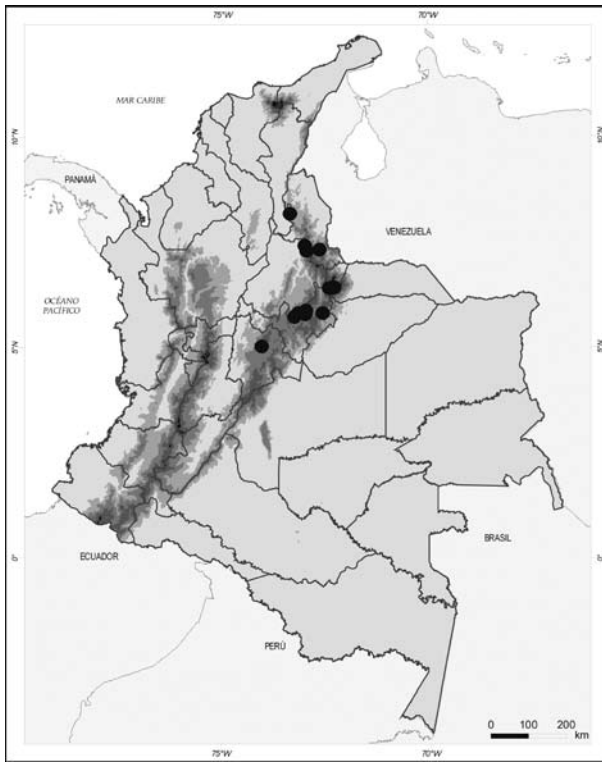 75°W 70°W
MAR CARIBE
10°N 10°N
PANAMÁ
VENEZUELA
OCÉANO
PACÍFICO
5°N 5°N
0° 0°
ECUADOR
BRASIL
PERÚ
0 100 200
km
75°W 70°W